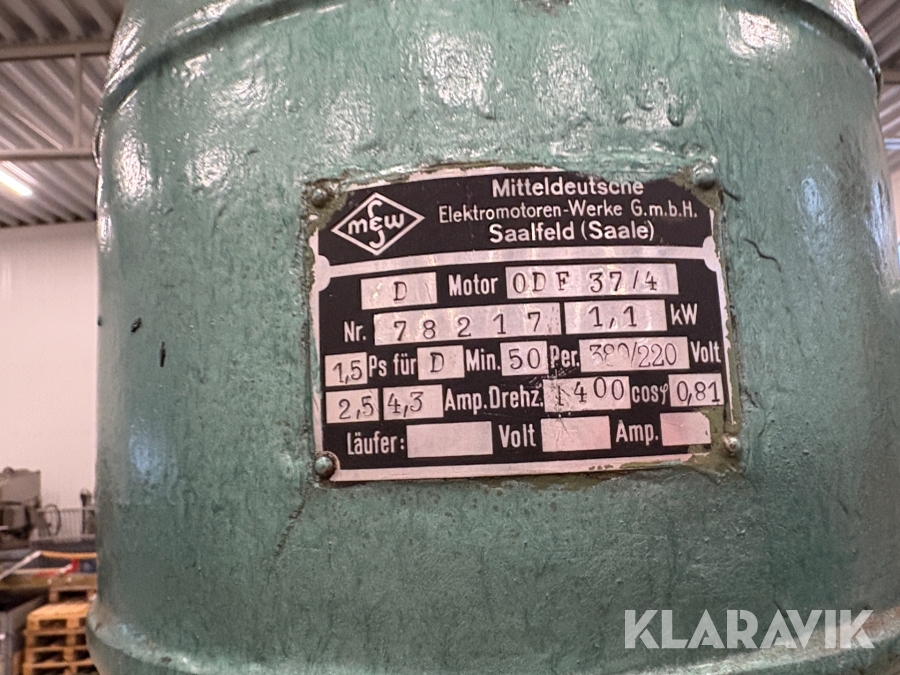 mew
Mitteldeutsche
Elektromotoren-Werke G.m.b.H.
Saalfeld (Saale)
D Motor ODF 37/4
Nr. 78217 1,1 kW
1,5 Ps für D Min. 50 Per. 380/220 Volt
2,5 4,3 Amp. Drehz. 1400 cosφ 0,81
Läufer: Volt Amp.
KLARAVIK